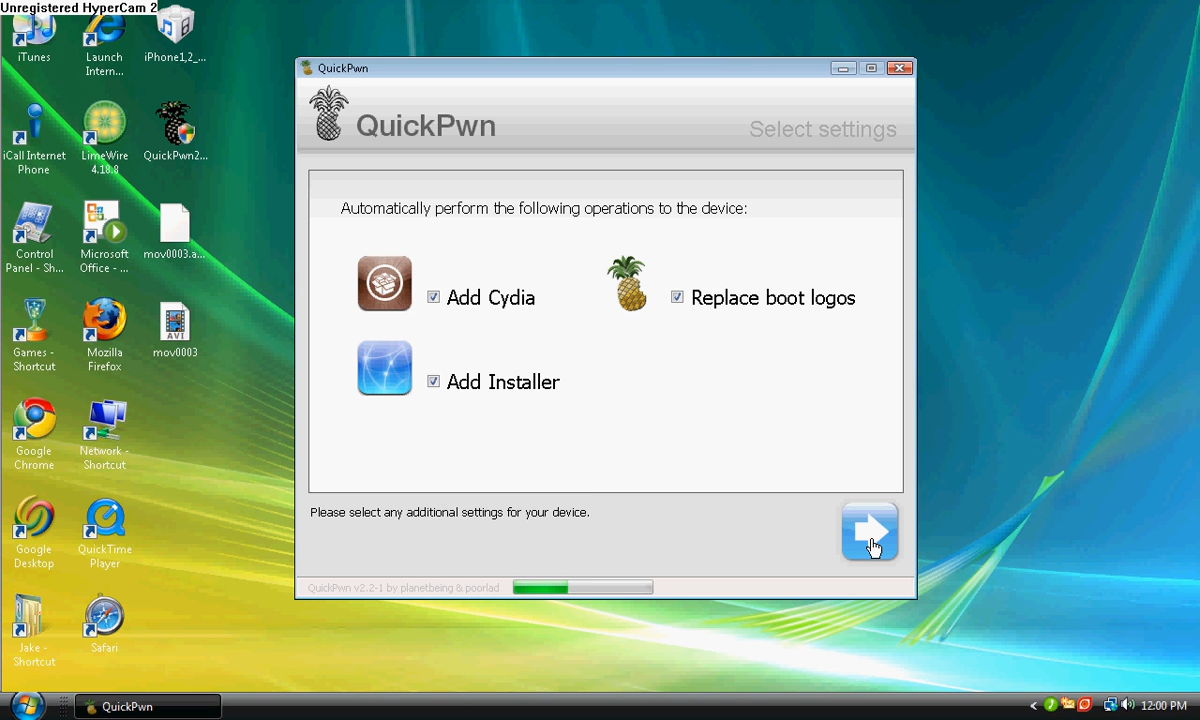 Unregistered HyperCam 2
iTunes
Launch
Intern...
iPhone1,2_...
iCall Internet
Phone
LimeWire
4.18.8
QuickPwn2...
Control
Panel - Sh...
Microsoft
Office - ...
mov0003.a...
Games -
Shortcut
Mozilla
Firefox
AVI
mov0003
Google
Chrome
Network -
Shortcut
Google
Desktop
QuickTime
Player
Jake -
Shortcut
Safari
QuickPwn
QuickPwn
Select settings
Automatically perform the following operations to the device:
Add Cydia
Replace boot logos
Add Installer
Please select any additional settings for your device.
QuickPwn v2.2-1 by planetbeing & poorlad
QuickPwn
12:00 PM